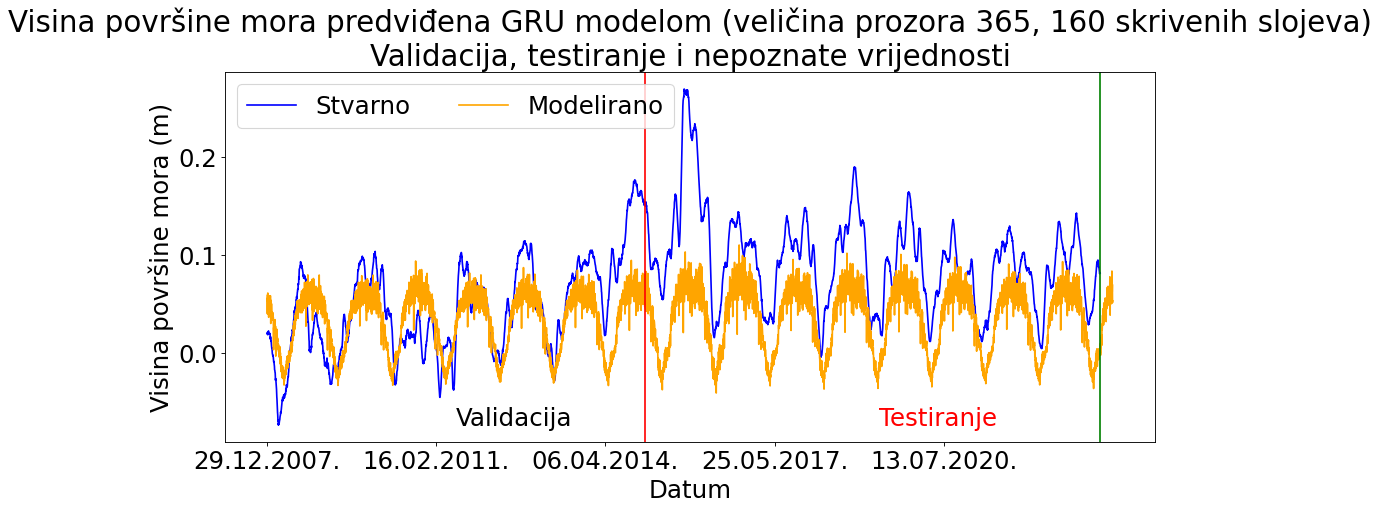 Visina površine mora predviđena GRU modelom (veličina prozora 365, 160 skrivenih slojeva)
Validacija, testiranje i nepoznate vrijednosti
Stvarno
Modelirano
Visina površine mora (m)
0.2
0.1
0.0
Validacija
Testiranje
29.12.2007.
16.02.2011.
06.04.2014.
25.05.2017.
13.07.2020.
Datum